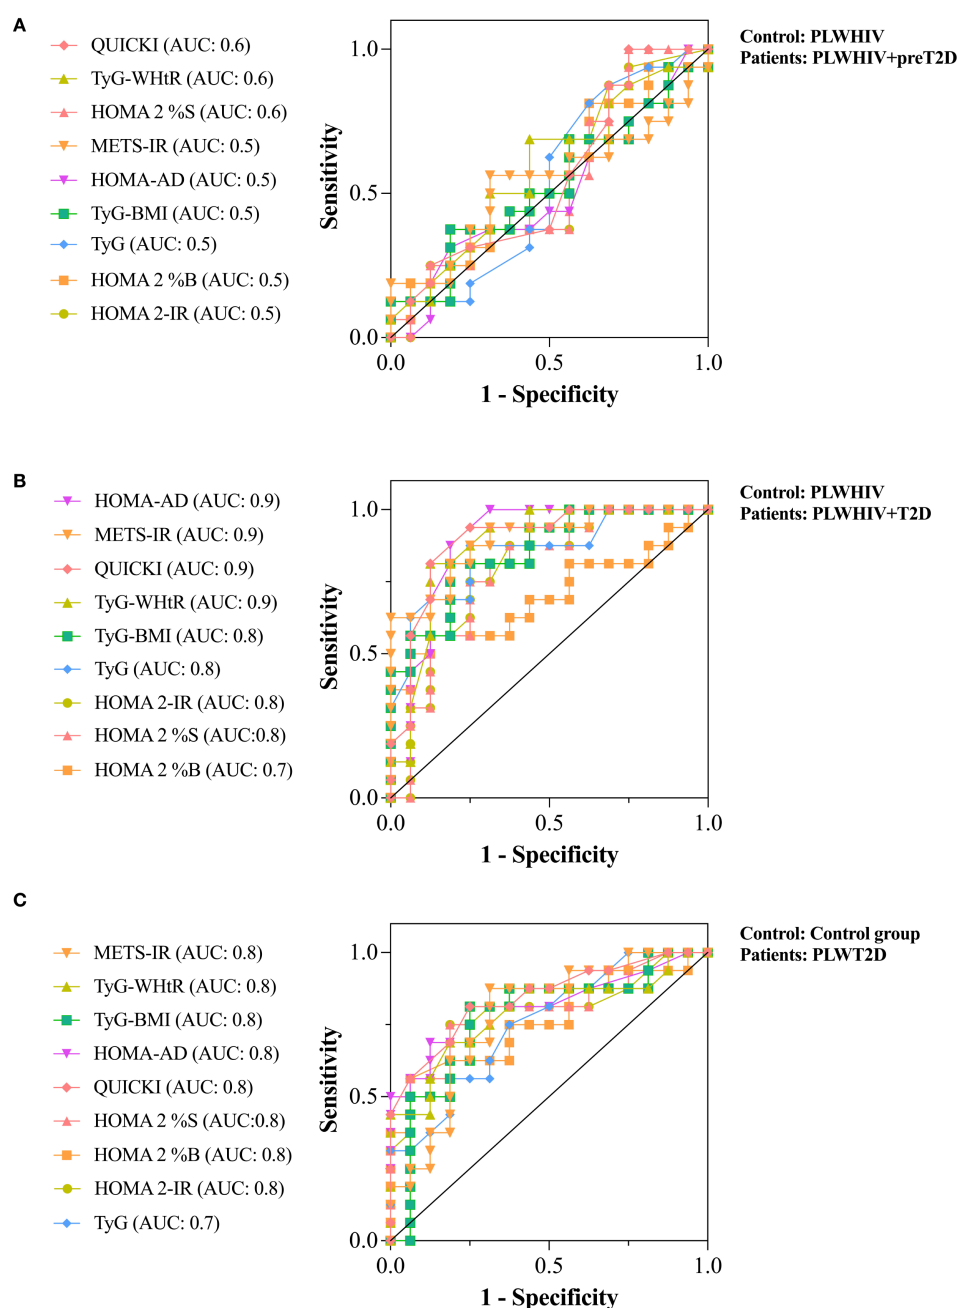 A
QUICKI (AUC: 0.6)
TyG-WHtR (AUC: 0.6)
HOMA 2 %S (AUC: 0.6)
METS-IR (AUC: 0.5)
HOMA-AD (AUC: 0.5)
TyG-BMI (AUC: 0.5)
TyG (AUC: 0.5)
HOMA 2 %B (AUC: 0.5)
HOMA 2-IR (AUC: 0.5)
Sensitivity
1.0
0.5
0.0
0.0 0.5 1.0
1 - Specificity
Control: PLWHIV
Patients: PLWHIV+preT2D
B
HOMA-AD (AUC: 0.9)
METS-IR (AUC: 0.9)
QUICKI (AUC: 0.9)
TyG-WHtR (AUC: 0.9)
TyG-BMI (AUC: 0.8)
TyG (AUC: 0.8)
HOMA 2-IR (AUC: 0.8)
HOMA 2 %S (AUC:0.8)
HOMA 2 %B (AUC: 0.7)
Sensitivity
1.0
0.5
0.0
0.0 0.5 1.0
1 - Specificity
Control: PLWHIV
Patients: PLWHIV+T2D
C
METS-IR (AUC: 0.8)
TyG-WHtR (AUC: 0.8)
TyG-BMI (AUC: 0.8)
HOMA-AD (AUC: 0.8)
QUICKI (AUC: 0.8)
HOMA 2 %S (AUC:0.8)
HOMA 2 %B (AUC: 0.8)
HOMA 2-IR (AUC: 0.8)
TyG (AUC: 0.7)
Sensitivity
1.0
0.5
0.0
0.0 0.5 1.0
1 - Specificity
Control: Control group
Patients: PLWT2D